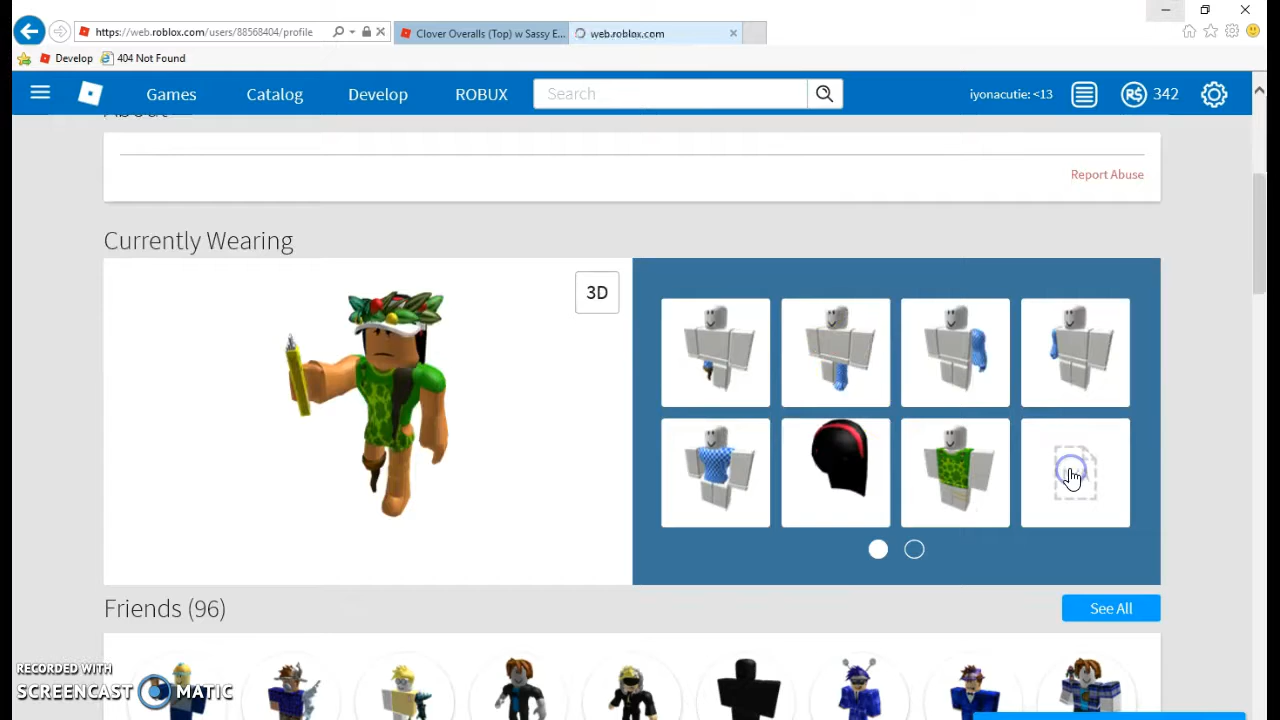 https://web.roblox.com/users/88568404/profile
Clover Overalls (Top) w Sassy E...
web.roblox.com
Develop
404 Not Found
Games
Catalog
Develop
ROBUX
Search
iyonacutie: <13
R$
342
About
Report Abuse
Currently Wearing
3D
Friends (96)
See All
RECORDED WITH
SCREENCAST MATIC